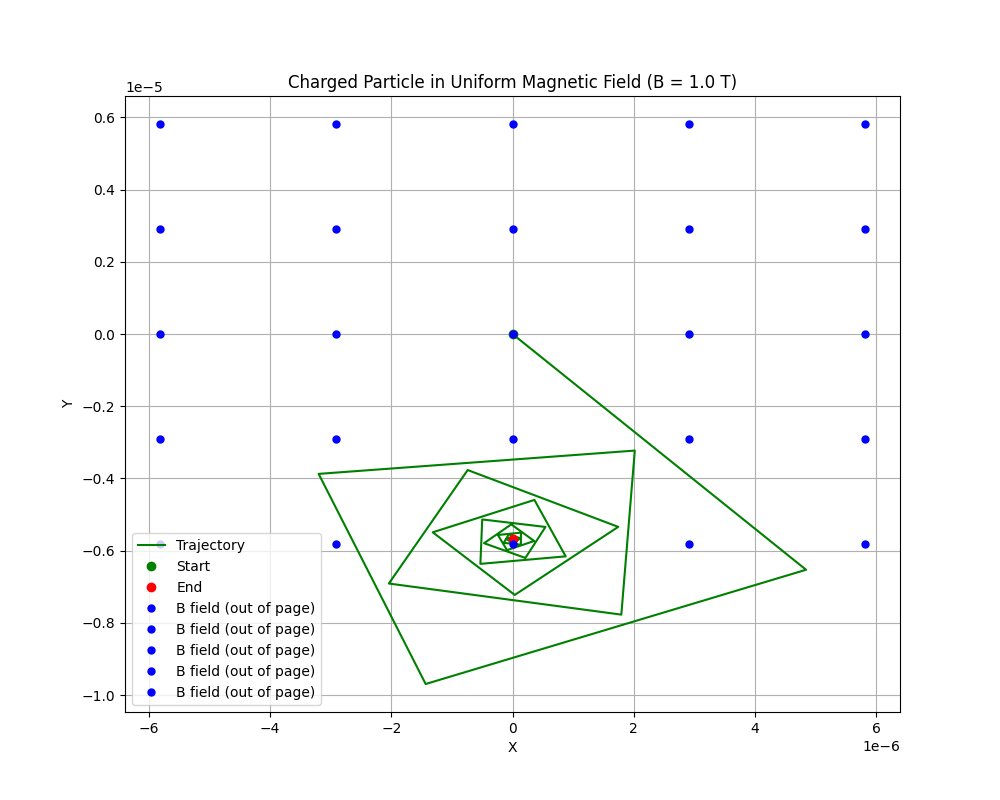 Charged Particle in Uniform Magnetic Field (B = 1.0 T)
1e−5
0.6
0.4
0.2
0.0
−0.2
−0.4
−0.6
−0.8
−1.0
Y
Trajectory
Start
End
B field (out of page)
B field (out of page)
B field (out of page)
B field (out of page)
B field (out of page)
−6 −4 −2 0 2 4 6
X
1e−6